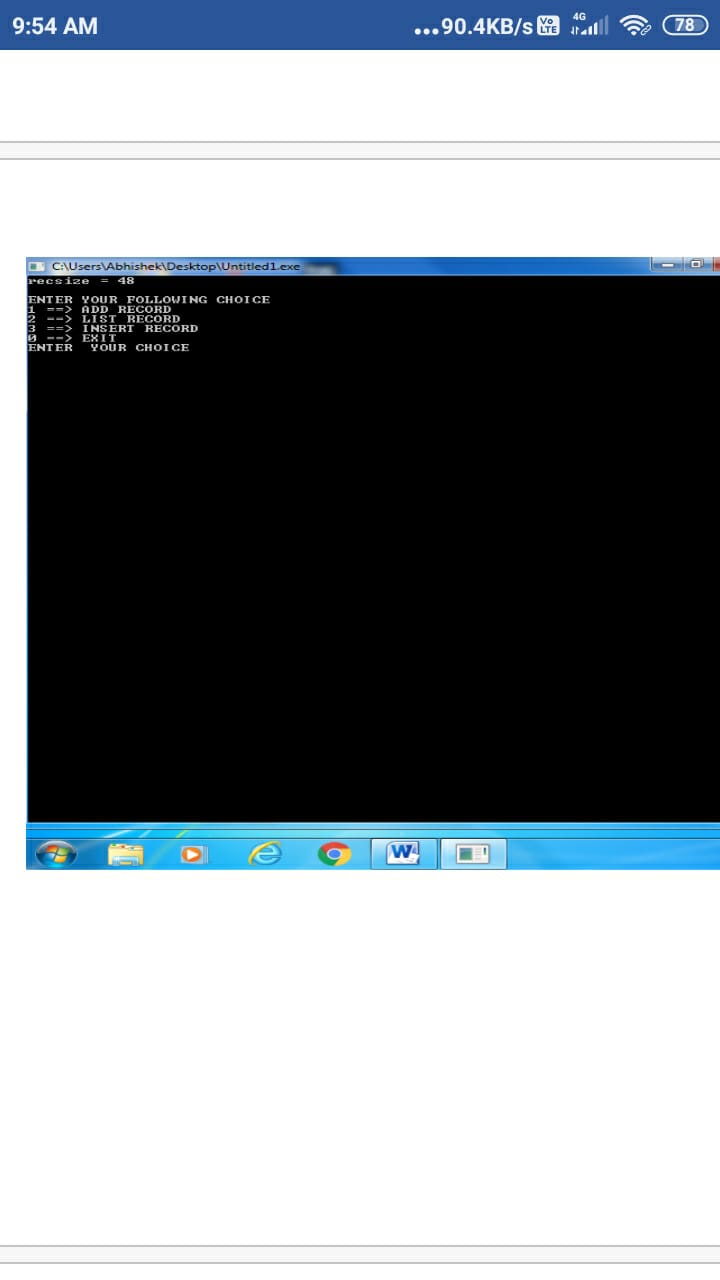 9:54 AM ...90.4KB/s Vo LTE 4G 78
C:\Users\Abhishek\Desktop\Untitled1.exe
recsize = 48
ENTER YOUR FOLLOWING CHOICE
1 ==> ADD RECORD
2 --> LIST RECORD
3 ==> INSERT RECORD
0 --> EXIT
ENTER  YOUR CHOICE
W